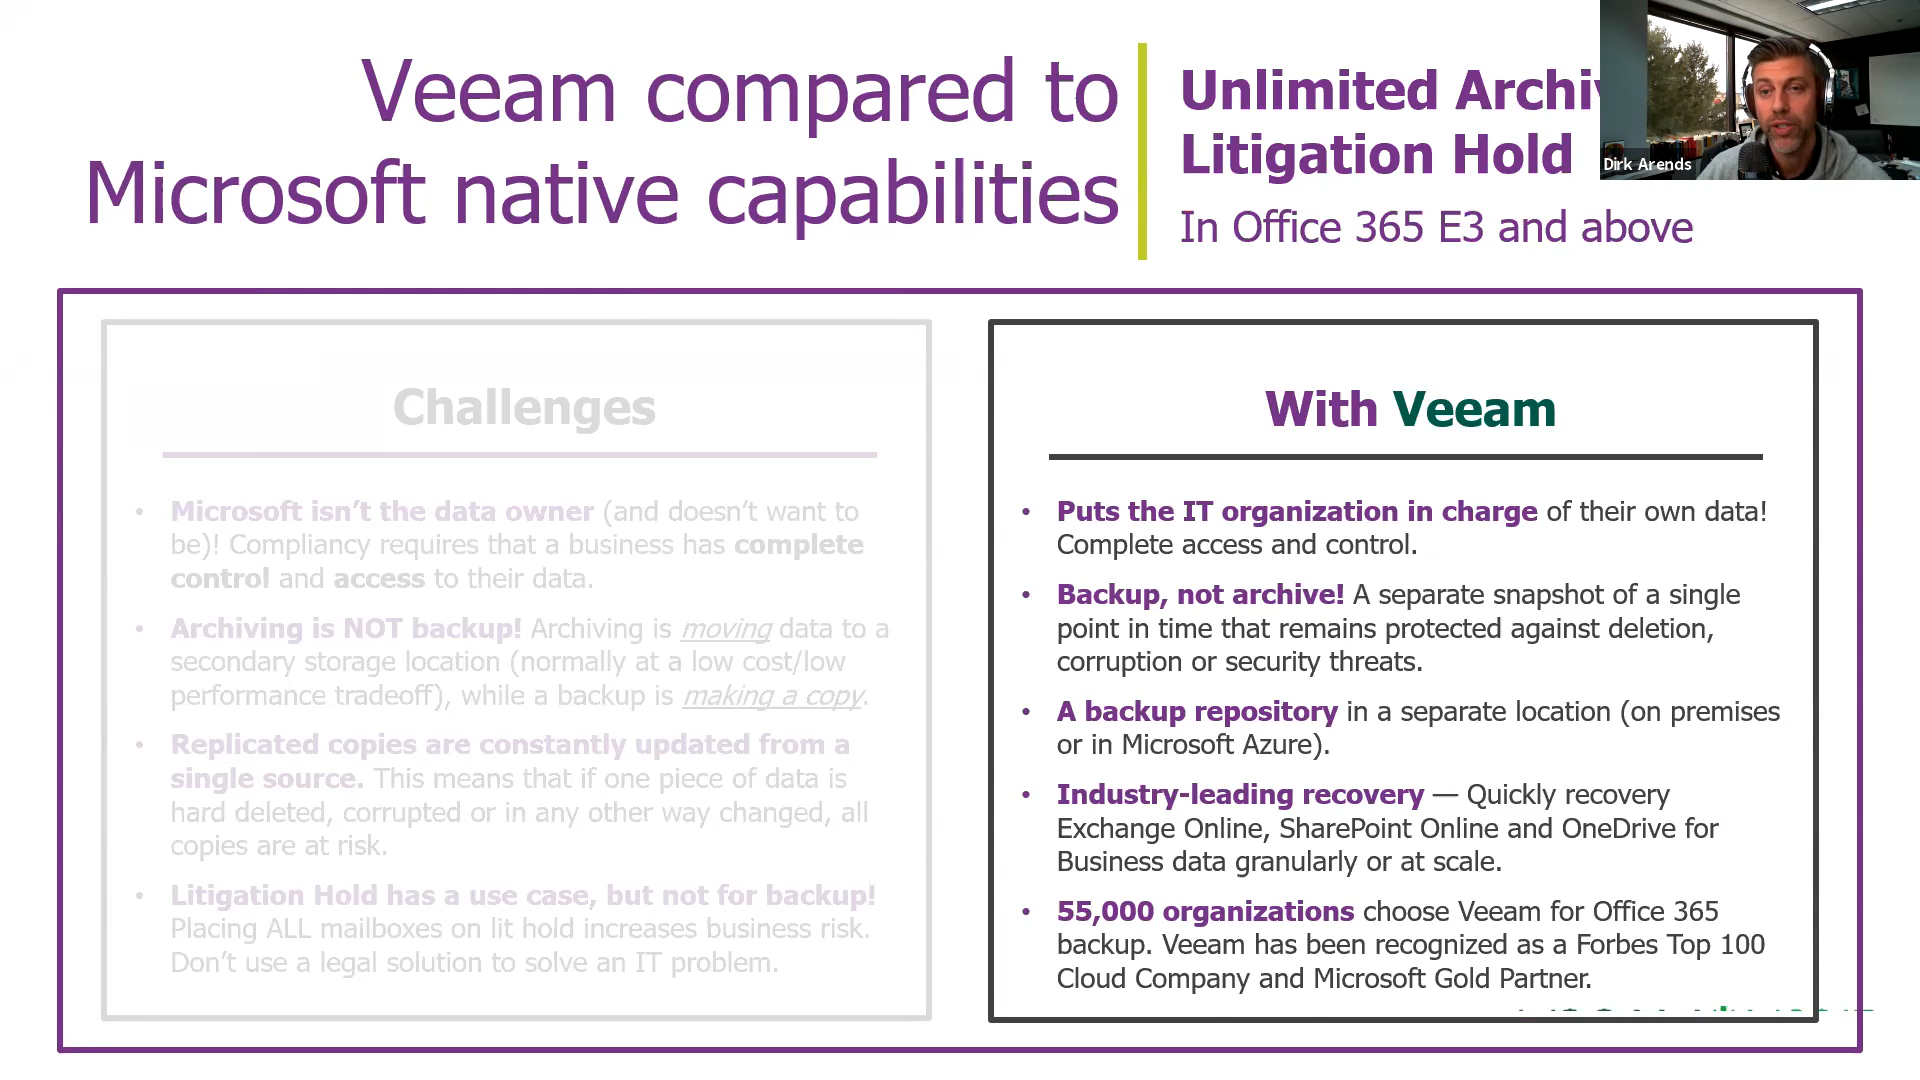 Veeam compared to
Microsoft native capabilities
Unlimited
Litigation Hold
In Office 365 E3 and above
Dirk Arends
Challenges
• Microsoft isn’t the data owner (and doesn’t want to
be)! Compliancy requires that a business has complete
control and access to their data.
• Archiving is NOT backup! Archiving is moving data to a
secondary storage location (normally at a low cost/low
performance tradeoff), while a backup is making a copy.
• Replicated copies are constantly updated from a
single source. This means that if one piece of data is
hard deleted, corrupted or in any other way changed, all
copies are at risk.
• Litigation Hold has a use case, but not for backup!
Placing ALL mailboxes on lit hold increases business risk.
Don’t use a legal solution to solve an IT problem.
With Veeam
• Puts the IT organization in charge of their own data!
Complete access and control.
• Backup, not archive! A separate snapshot of a single
point in time that remains protected against deletion,
corruption or security threats.
• A backup repository in a separate location (on premises
or in Microsoft Azure).
• Industry-leading recovery — Quickly recovery
Exchange Online, SharePoint Online and OneDrive for
Business data granularly or at scale.
• 55,000 organizations choose Veeam for Office 365
backup. Veeam has been recognized as a Forbes Top 100
Cloud Company and Microsoft Gold Partner.